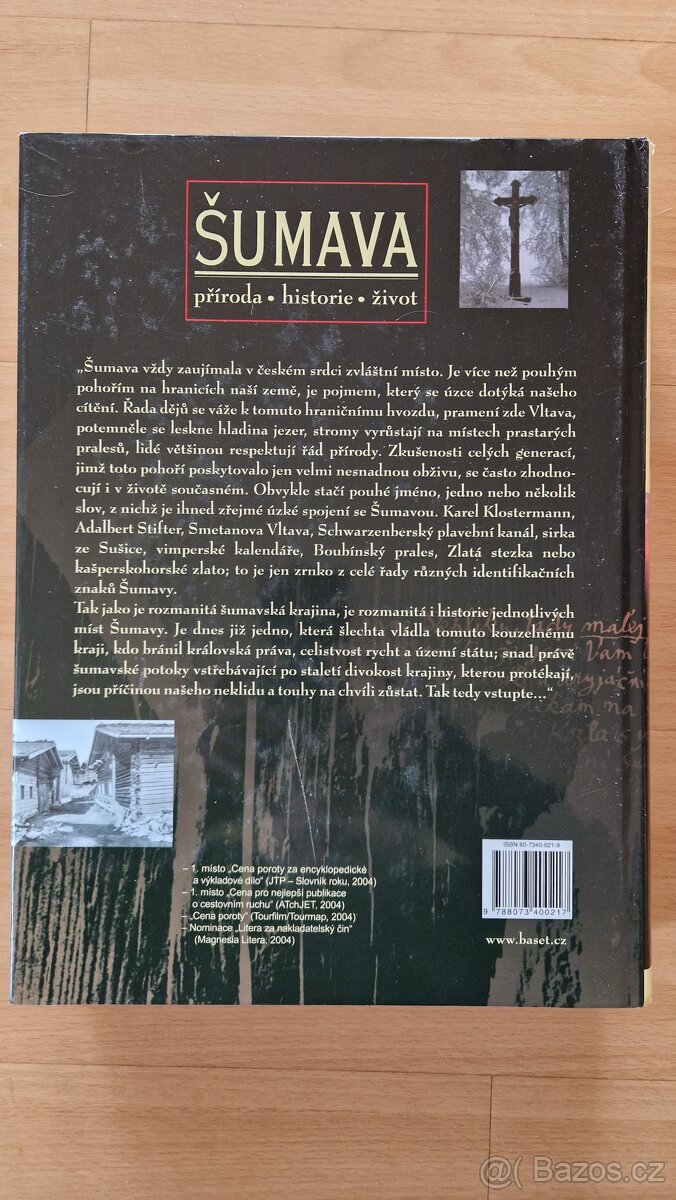 ŠUMAVA
příroda • historie • život
„Šumava vždy zaujímala v českém srdci zvláštní místo. Je více než pouhým
pohořím na hranicích naší země, je pojmem, který se úzce dotýká našeho
cítění. Řada dějů se váže k tomuto hraničnímu hvozdu, pramení zde Vltava,
potemněle se leskne hladina jezer, stromy vyrůstají na místech prastarých
pralesů, lidé většinou respektují řád přírody. Zkušenosti celých generací,
jimž toto pohoří poskytovalo jen velmi nesnadnou obživu, se často zhodno-
cují i v životě současném. Obvykle stačí pouhé jméno, jedno nebo několik
slov, z nichž je ihned zřejmé úzké spojení se Šumavou. Karel Klostermann,
Adalbert Stifter, Smetanova Vltava, Schwarzenberský plavební kanál, sirka
ze Sušice, vimperské kalendáře, Boubínský prales, Zlatá stezka nebo
kašperskohorské zlato; to je jen zrnko z celé řady různých identifikačních
znaků Šumavy.
Tak jako je rozmanitá šumavská krajina, je rozmanitá i historie jednotlivých
míst Šumavy. Je dnes již jedno, která šlechta vládla tomuto kouzelnému
kraji, kdo bránil královská práva, celistvost rycht a území státu; snad právě
šumavské potoky vstřebávající po staletí divokost krajiny, kterou protékají,
jsou příčinou našeho neklidu a touhy na chvíli zůstat. Tak tedy vstupte...“
malej
Vám
kám na
– 1. místo „Cena poroty za encyklopedické
a výkladové dílo“ (JTP – Slovník roku, 2004)
– 1. místo „Cena pro nejlepší publikace
o cestovním ruchu“ (ATchJET, 2004)
– „Cena poroty“ (Tourfilm/Tourmap, 2004)
– Nominace „Litera za nakladatelský čin“
(Magnesia Litera, 2004)
ISBN 80-7340-021-9
9 788073 400217
www.baset.cz
Bazos.cz